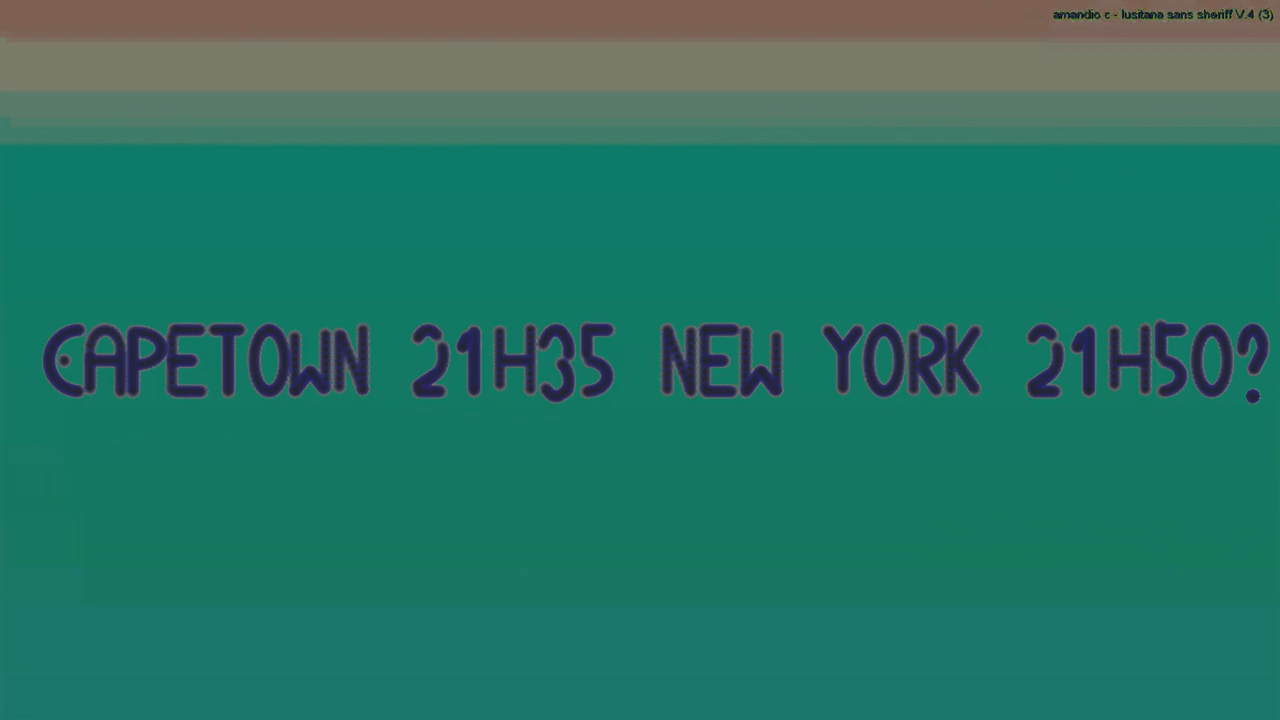 amandio c - lusitana sans sheriff V.4 (3)
CAPETOWN 21H35 NEW YORK 21H50?